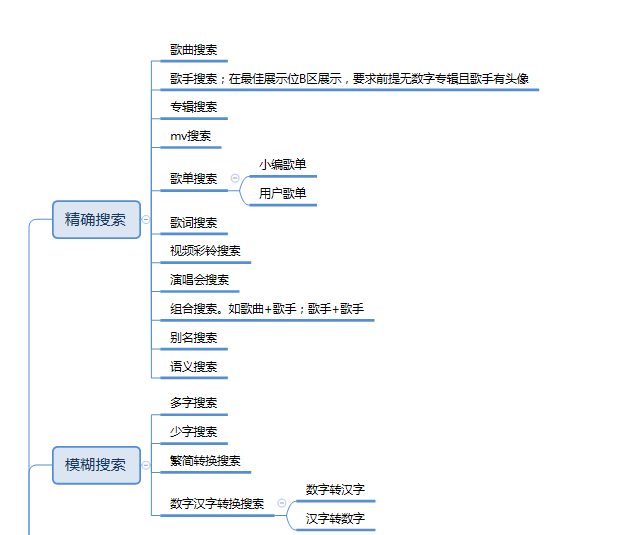 精确搜索
歌曲搜索
歌手搜索；在最佳展示位B区展示，要求前提无数字专辑且歌手有头像
专辑搜索
mv搜索
歌单搜索
小编歌单
用户歌单
歌词搜索
视频彩铃搜索
演唱会搜索
组合搜索。如歌曲+歌手；歌手+歌手
别名搜索
语义搜索
模糊搜索
多字搜索
少字搜索
繁简转换搜索
数字汉字转换搜索
数字转汉字
汉字转数字